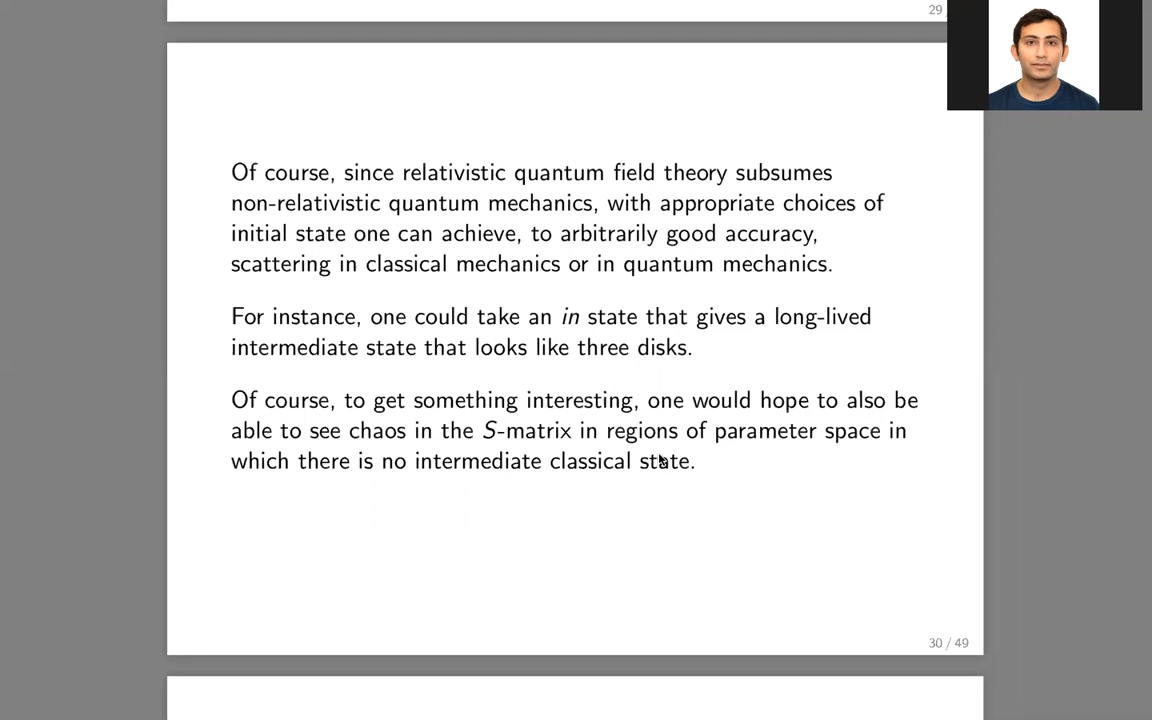 29
Of course, since relativistic quantum field theory subsumes
non-relativistic quantum mechanics, with appropriate choices of
initial state one can achieve, to arbitrarily good accuracy,
scattering in classical mechanics or in quantum mechanics.
For instance, one could take an in state that gives a long-lived
intermediate state that looks like three disks.
Of course, to get something interesting, one would hope to also be
able to see chaos in the S-matrix in regions of parameter space in
which there is no intermediate classical state.
30 / 49